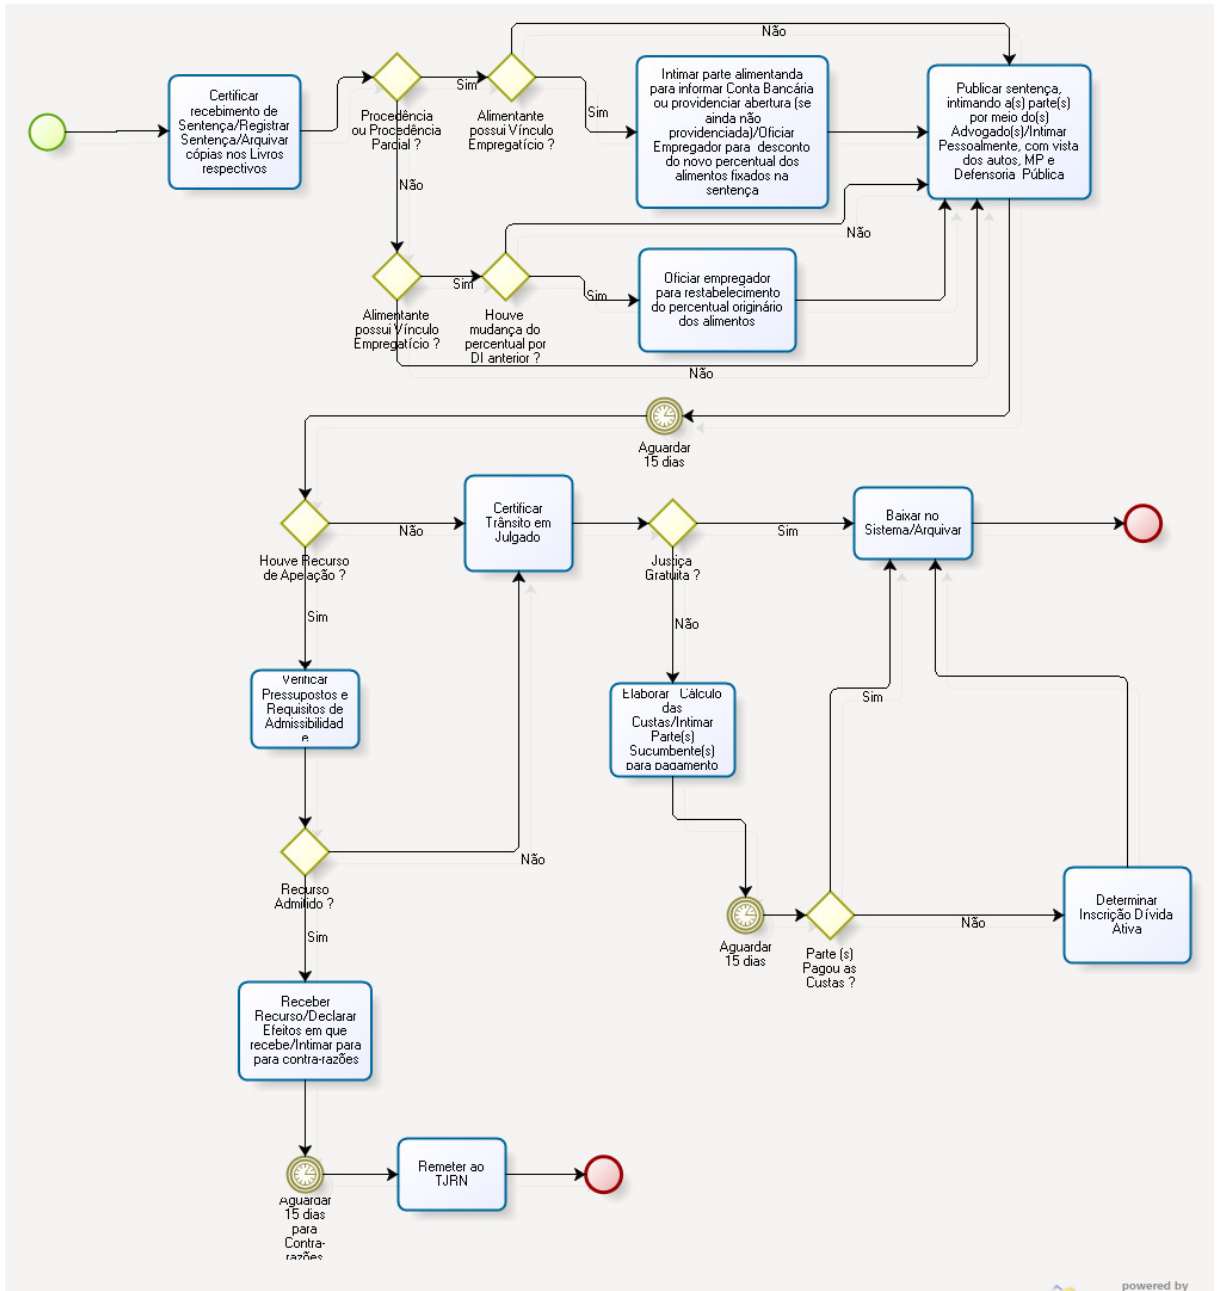 Não
Certificar
recebimento de
Sentença/Registrar
Sentença/Arquivar
cópias nos Livros
respectivos
Sim
Procedência
ou Procedência
Parcial ?
Alimentante
possui Vínculo
Empregatício ?
Sim
Intimar parte alimentanda
para informar Conta Bancária
ou providenciar abertura (se
ainda não
providenciada)/Oficiar
Empregador para desconto
do novo percentual dos
alimentos fixados na
sentença
Publicar sentença,
intimando a(s) parte(s)
por meio do(s)
Advogado(s)/Intimar
Pessoalmente, com vista
dos autos, MP e
Defensoria Pública
Não
Não
Sim
Alimentante
possui Vínculo
Empregatício ?
Houve
mudança do
percentual por
DI anterior ?
Sim
Oficiar empregador
para restabelecimento
do percentual originário
dos alimentos
Não
Aguardar
15 dias
Houve Recurso
de Apelação ?
Não
Certificar
Trânsito em
Julgado
Justiça
Gratuita ?
Sim
Baixar no
Sistema/Arquivar
Sim
Não
Verificar
Pressupostos e
Requisitos de
Admissibilidad
e
Elaborar Cálculo
das
Custas/Intimar
Parte(s)
Sucumbente(s)
para pagamento
Sim
Recurso
Admitido ?
Não
Sim
Aguardar
15 dias
Parte (s)
Pagou as
Custas ?
Não
Determinar
Inscrição Dívida
Ativa
Receber
Recurso/Declarar
Efeitos em que
recebe/Intimar para
para contra-razões
Aguardar
15 dias
para
Contra-
razões
Remeter ao
TJRN
powered by